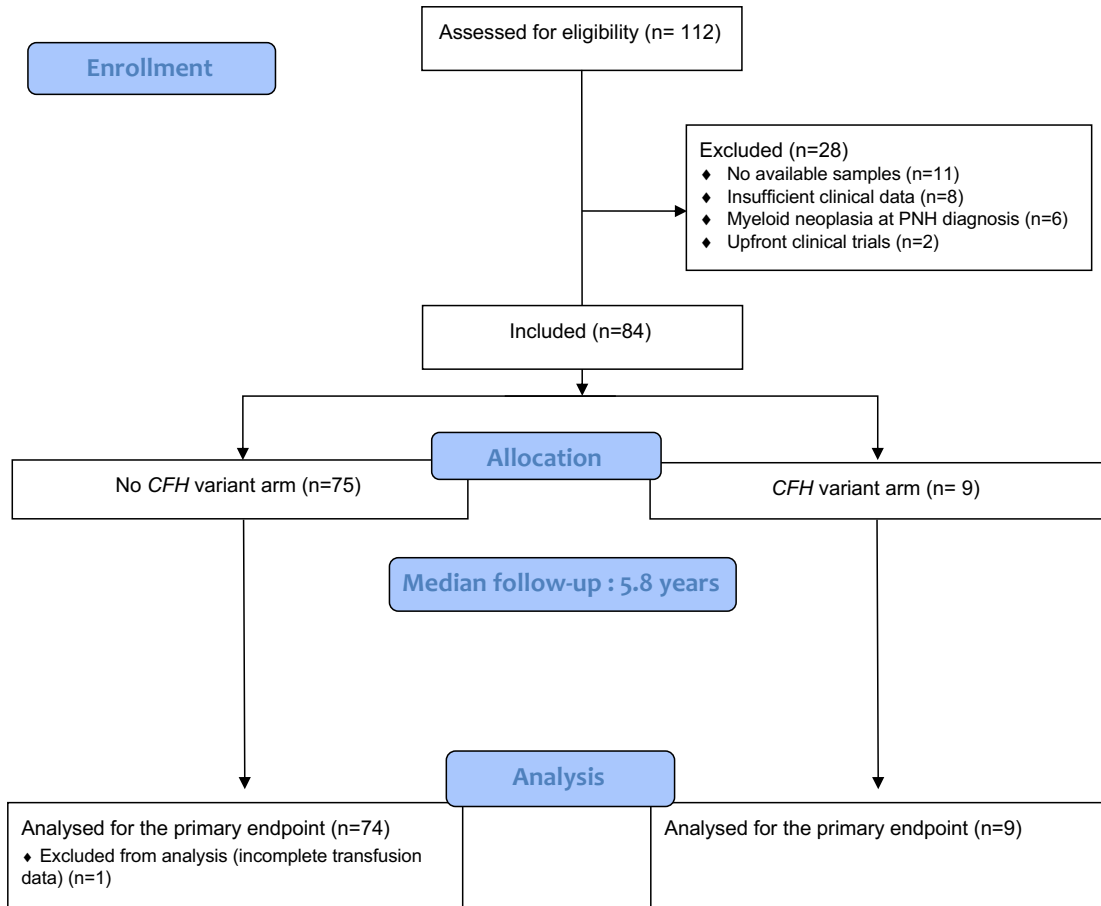 Assessed for eligibility (n= 112)
Enrollment
Excluded (n=28)
♦ No available samples (n=11)
♦ Insufficient clinical data (n=8)
♦ Myeloid neoplasia at PNH diagnosis (n=6)
♦ Upfront clinical trials (n=2)
Included (n=84)
Allocation
No CFH variant arm (n=75)
CFH variant arm (n= 9)
Median follow-up : 5.8 years
Analysis
Analysed for the primary endpoint (n=74)
♦ Excluded from analysis (incomplete transfusion
data) (n=1)
Analysed for the primary endpoint (n=9)